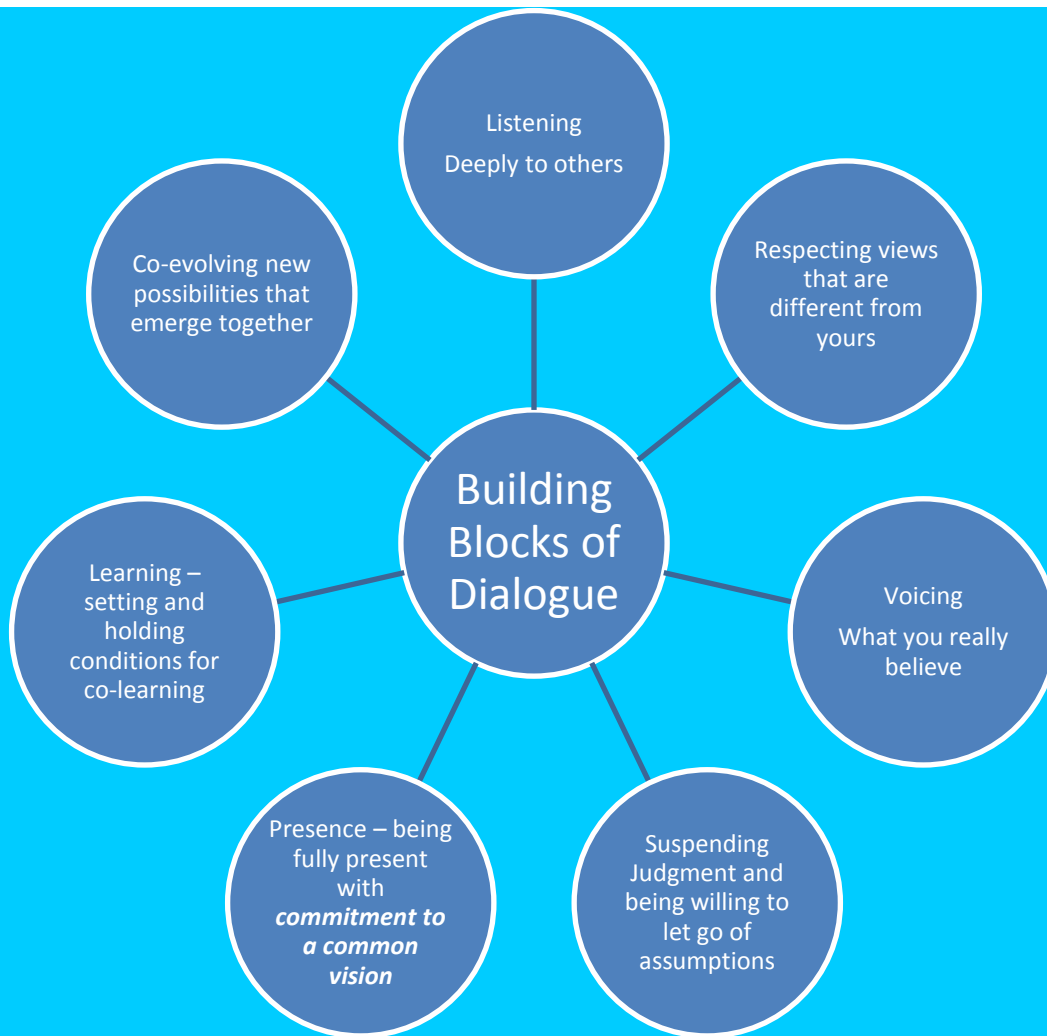 Listening
Deeply to others
Respecting views
that are
different from
yours
Voicing
What you really
believe
Suspending
Judgment and
being willing to
let go of
assumptions
Presence – being
fully present
with
commitment to
a common
vision
Learning –
setting and
holding
conditions for
co-learning
Co-evolving new
possibilities that
emerge together
Building
Blocks of
Dialogue